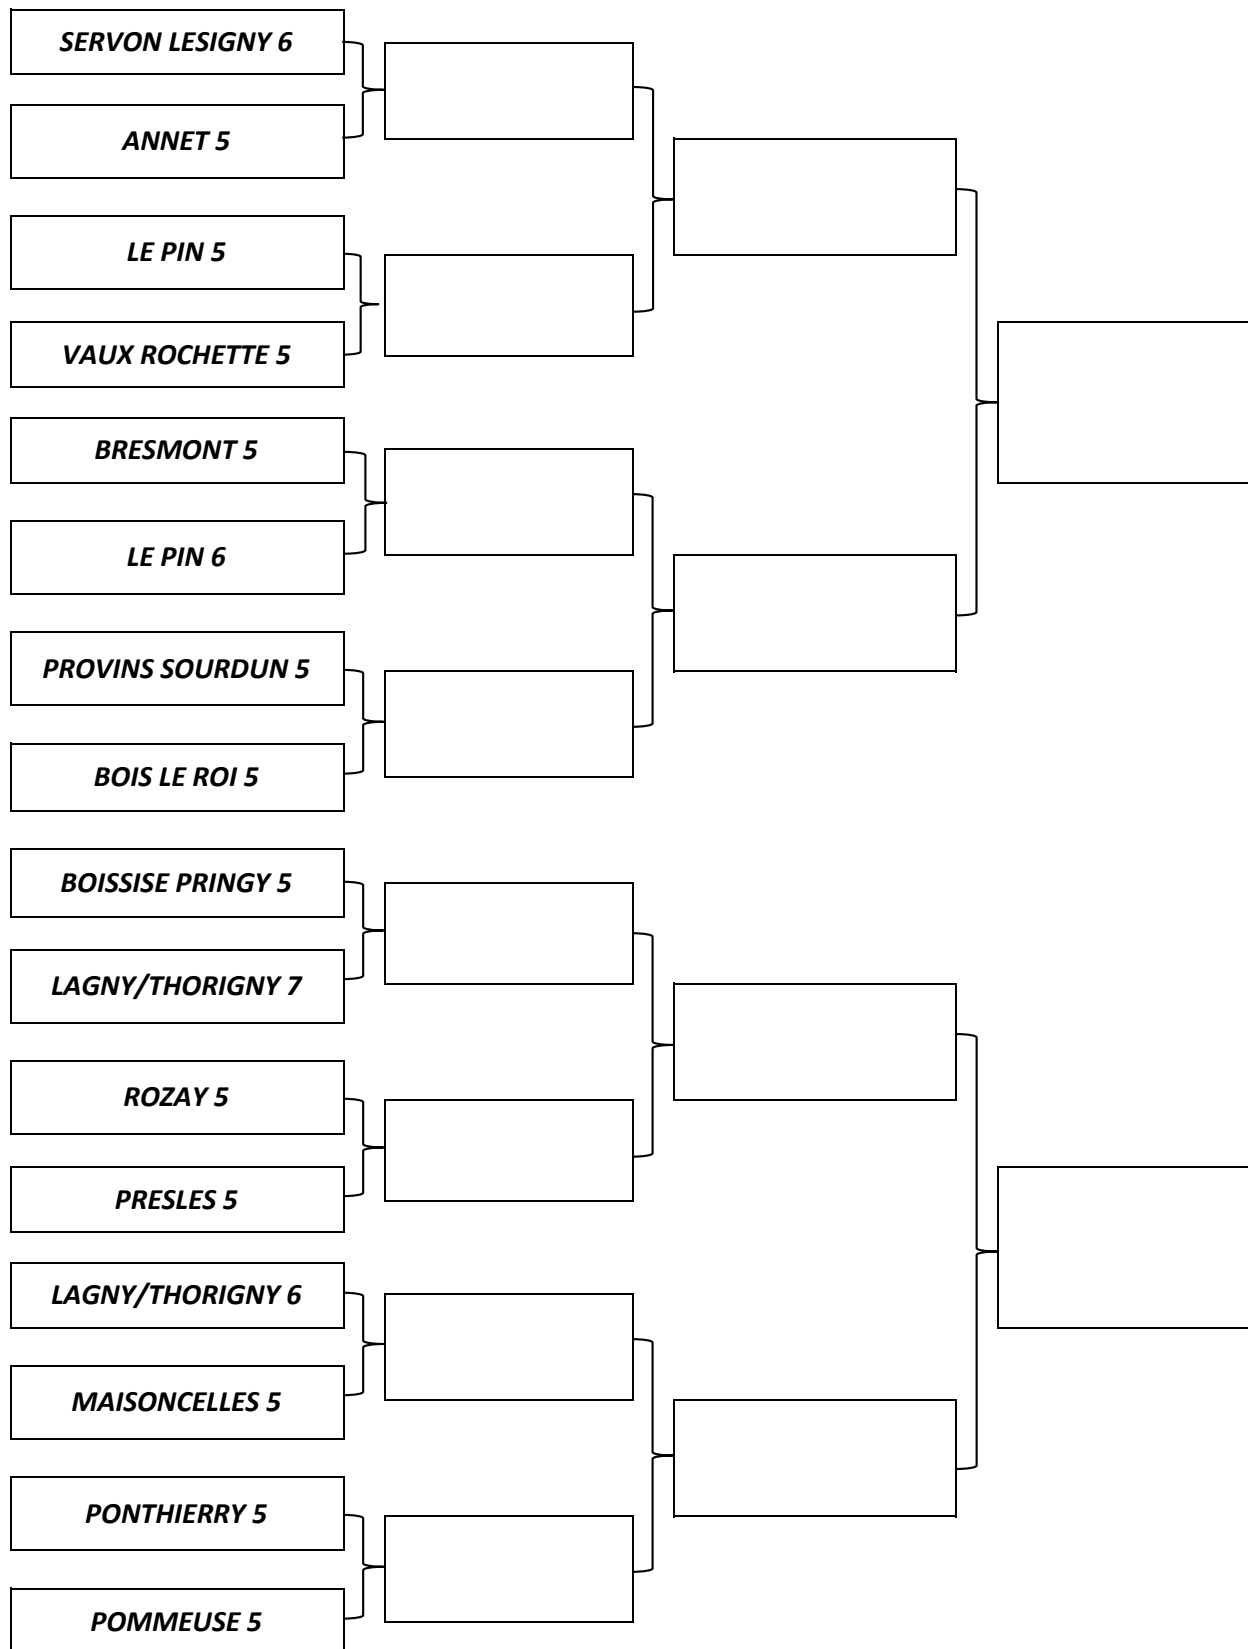 SERVON LESIGNY 6
ANNET 5
LE PIN 5
VAUX ROCHETTE 5
BRESMONT 5
LE PIN 6
PROVINS SOURDUN 5
BOIS LE ROI 5
BOISSISE PRINGY 5
LAGNY/THORIGNY 7
ROZAY 5
PRESLES 5
LAGNY/THORIGNY 6
MAISONCELLES 5
PONTHIERRY 5
POMMEUSE 5